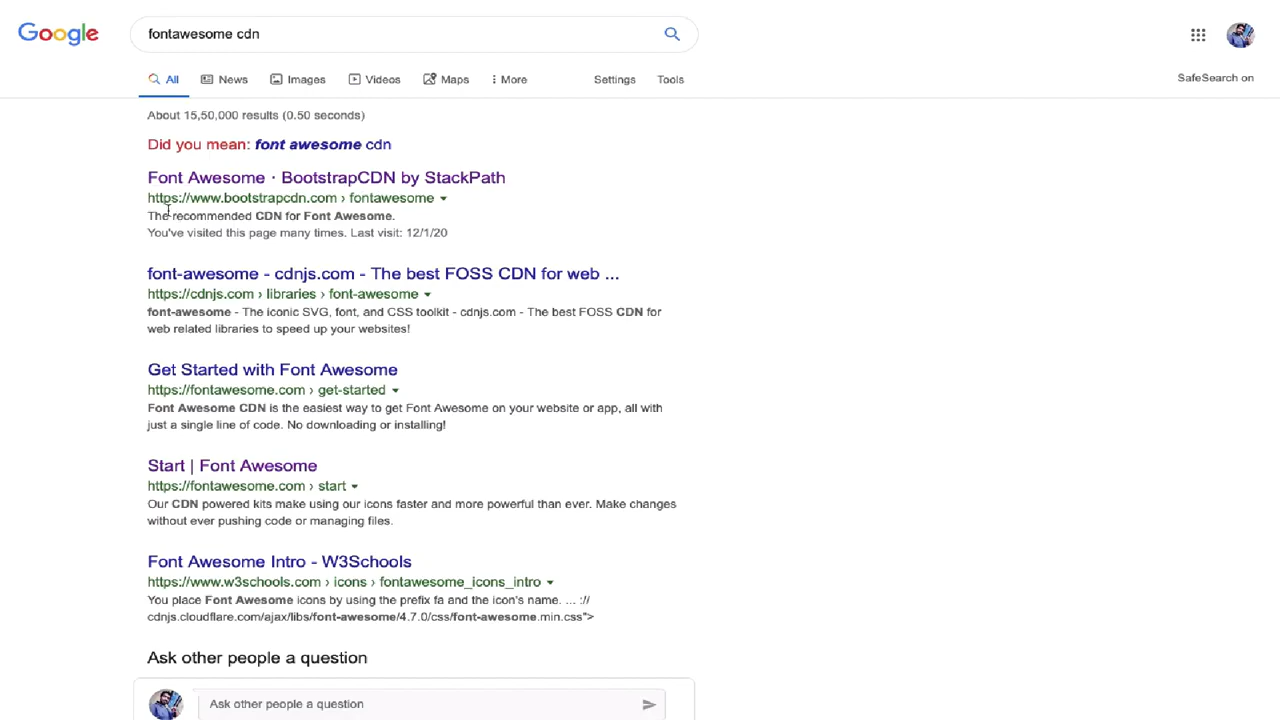 Google
fontawesome cdn
All News Images Videos Maps More Settings Tools
SafeSearch on
About 15,50,000 results (0.50 seconds)
Did you mean: font awesome cdn
Font Awesome · BootstrapCDN by StackPath
https://www.bootstrapcdn.com › fontawesome
The recommended CDN for Font Awesome.
You've visited this page many times. Last visit: 12/1/20
font-awesome - cdnjs.com - The best FOSS CDN for web ...
https://cdnjs.com › libraries › font-awesome
font-awesome - The iconic SVG, font, and CSS toolkit - cdnjs.com - The best FOSS CDN for
web related libraries to speed up your websites!
Get Started with Font Awesome
https://fontawesome.com › get-started
Font Awesome CDN is the easiest way to get Font Awesome on your website or app, all with
just a single line of code. No downloading or installing!
Start | Font Awesome
https://fontawesome.com › start
Our CDN powered kits make using our icons faster and more powerful than ever. Make changes
without ever pushing code or managing files.
Font Awesome Intro - W3Schools
https://www.w3schools.com › icons › fontawesome_icons_intro
You place Font Awesome icons by using the prefix fa and the icon's name. ... ://
cdnjs.cloudflare.com/ajax/libs/font-awesome/4.7.0/css/font-awesome.min.css">
Ask other people a question
Ask other people a question